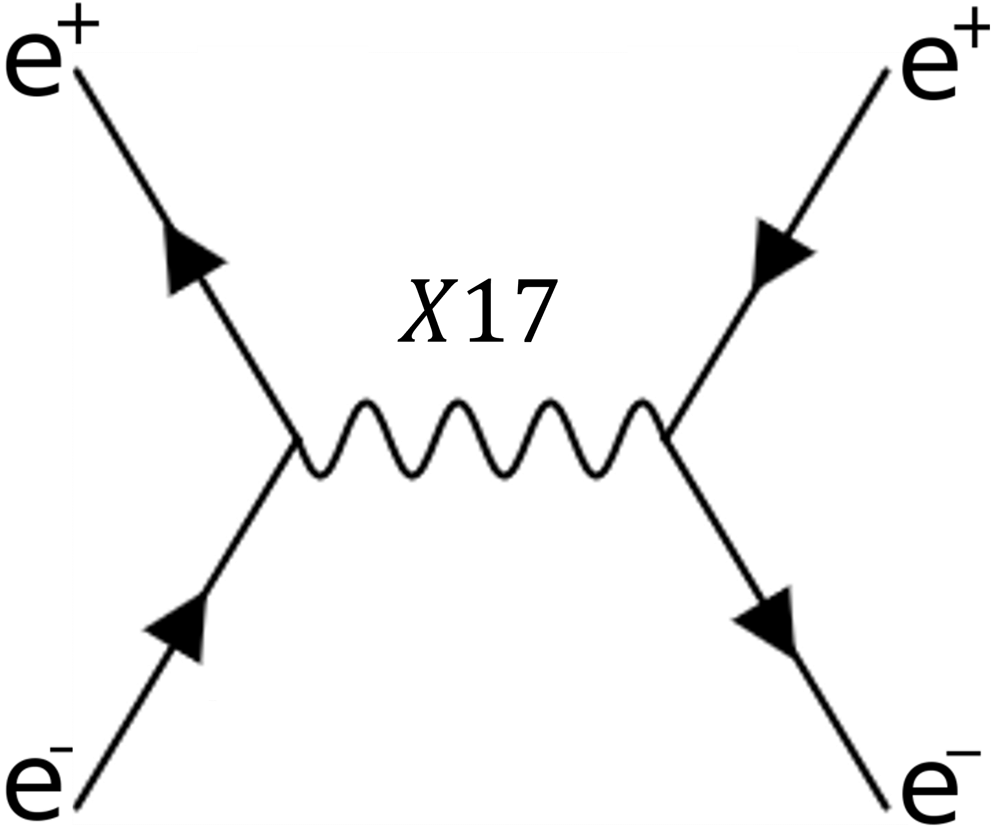 e⁺ e⁺
X17
e⁻ e⁻